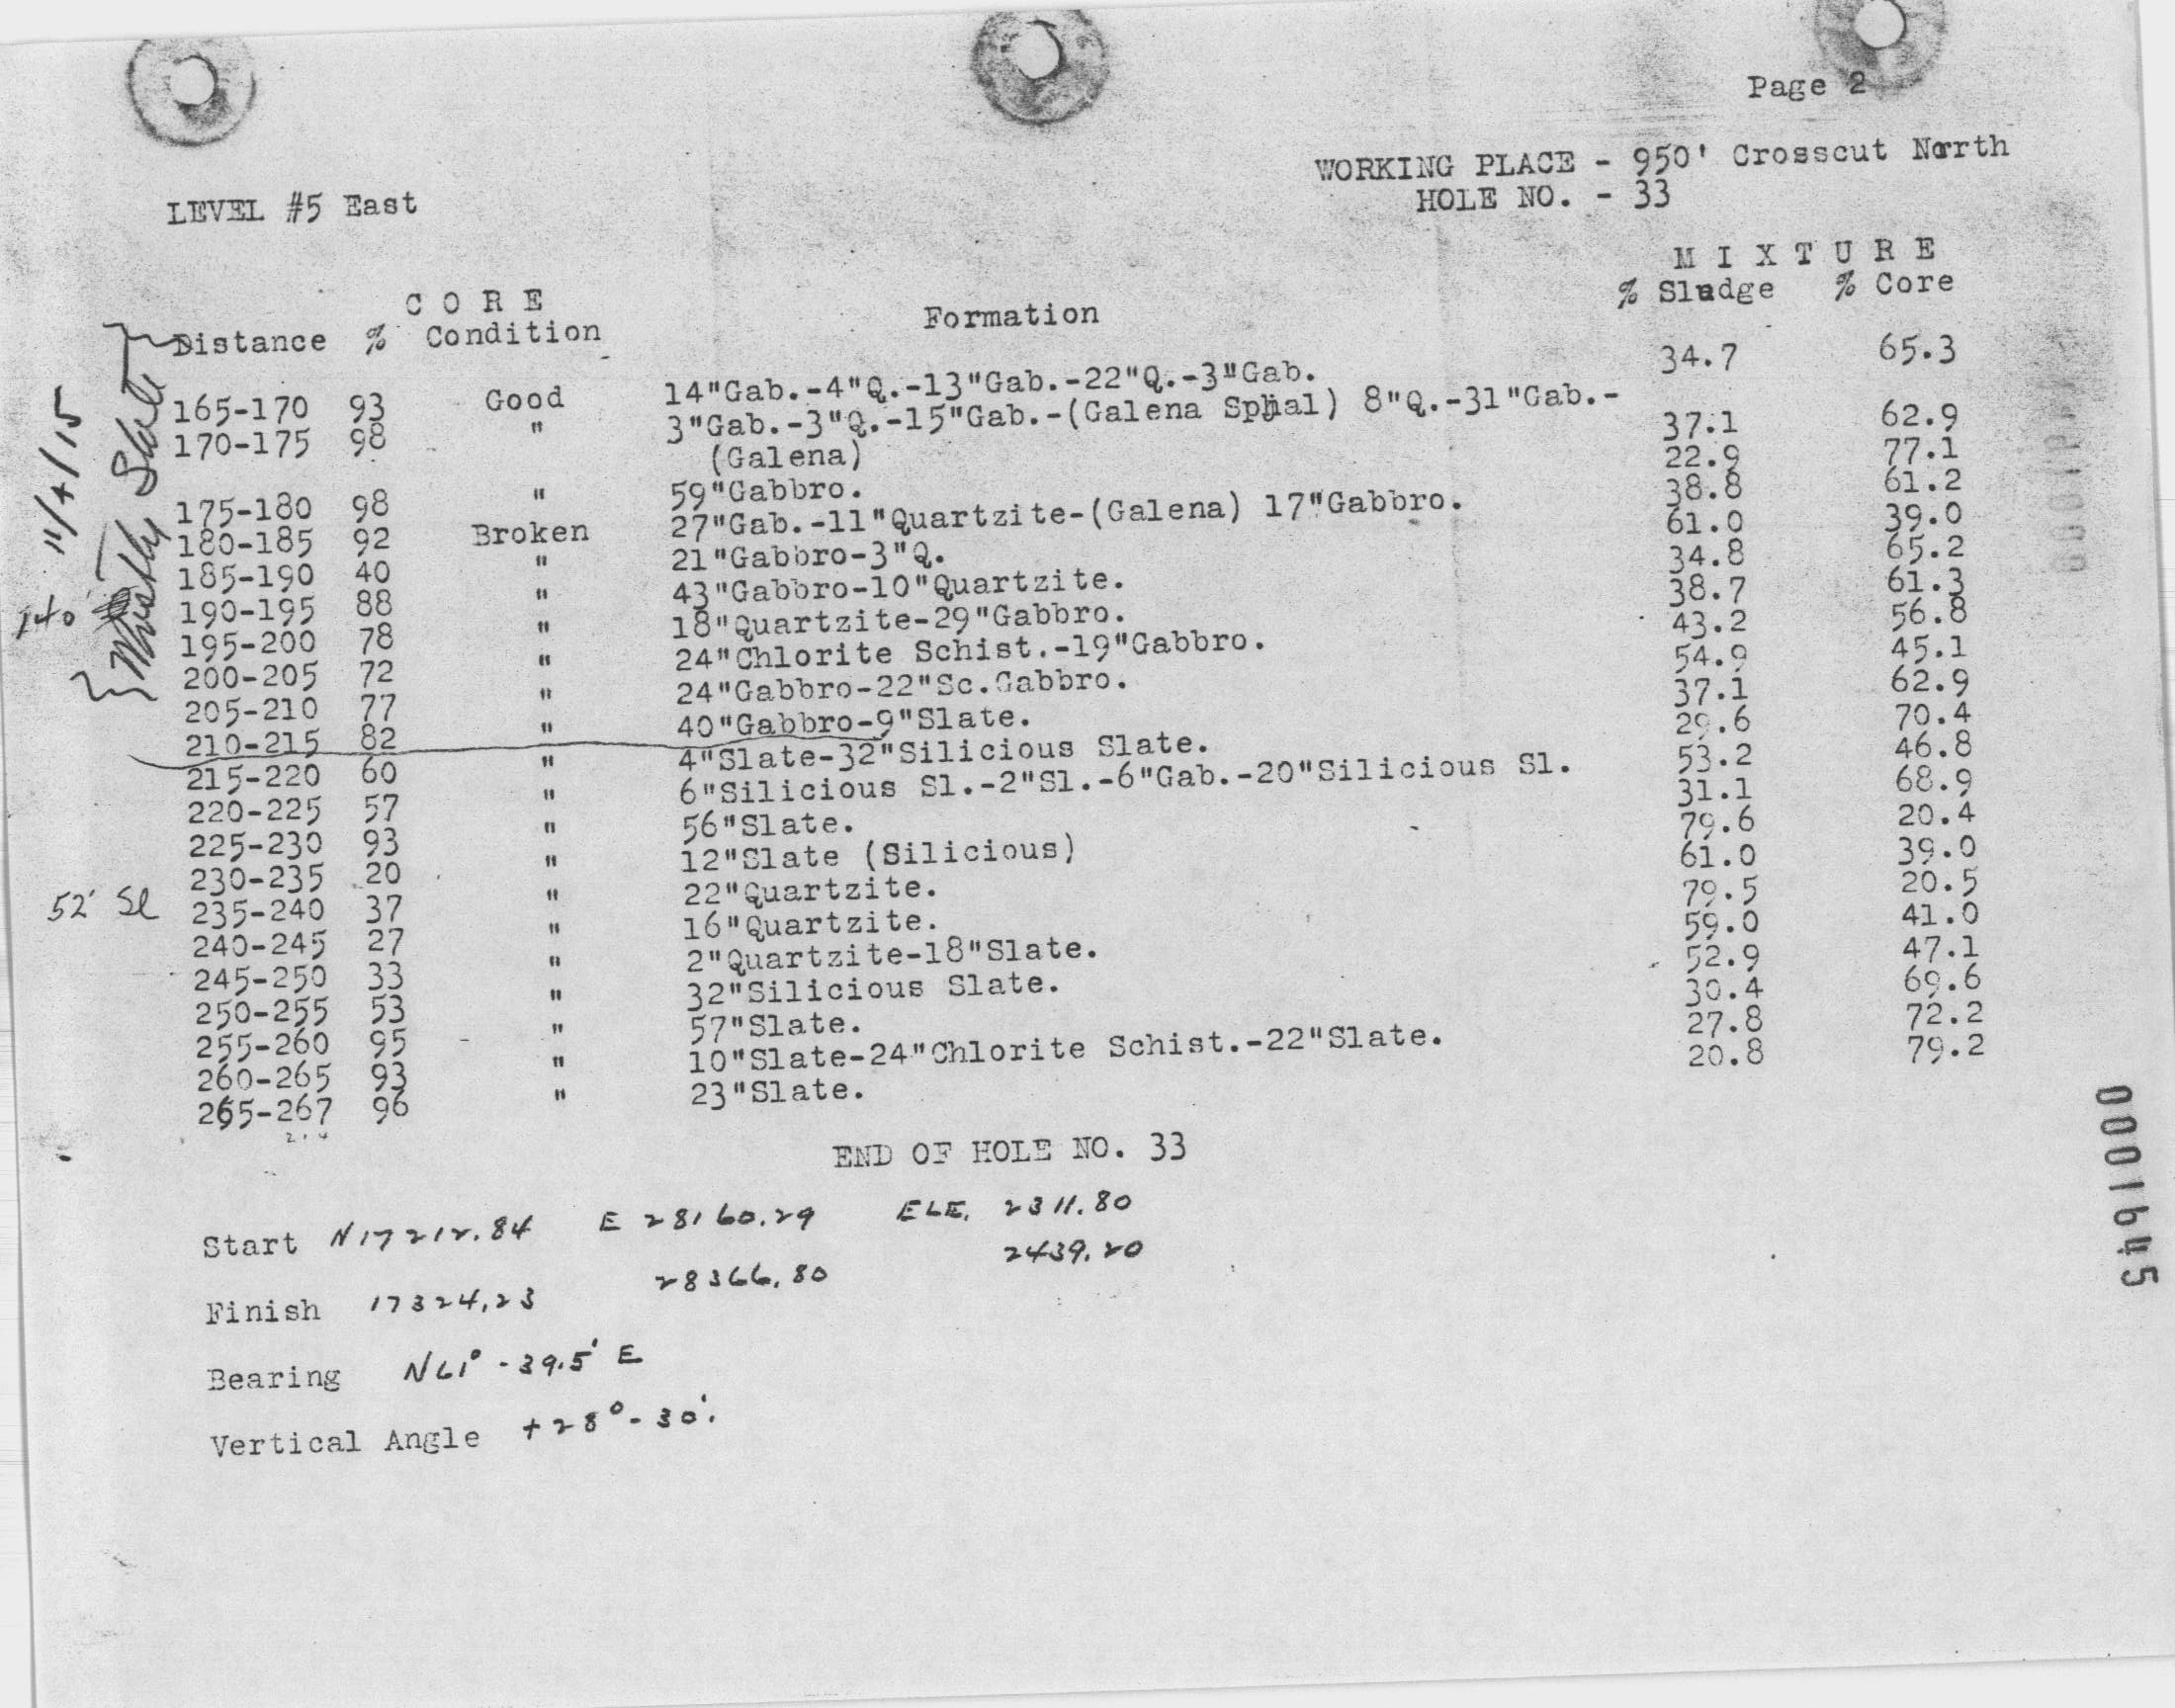 Page 2
WORKING PLACE - 950' Crosscut North
LEVEL #5 East HOLE NO. - 33
M I X T U R E
C O R E % Sludge % Core
Distance % Condition Formation
165-170 93 Good 14"Gab.-4"Q.-13"Gab.-22"Q.-3"Gab. 34.7 65.3
170-175 98 " 3"Gab.-3"Q.-15"Gab.-(Galena Sphal) 8"Q.-31"Gab.- 37.1 62.9
(Galena)
175-180 98 " 59"Gabbro. 22.9 77.1
180-185 92 Broken 27"Gab.-11"Quartzite-(Galena) 17"Gabbro. 38.8 61.2
185-190 40 " 21"Gabbro-3"Q. 61.0 39.0
190-195 88 " 43"Gabbro-10"Quartzite. 34.8 65.2
195-200 78 " 18"Quartzite-29"Gabbro. 38.7 61.3
200-205 72 " 24"Chlorite Schist.-19"Gabbro. 43.2 56.8
205-210 77 " 24"Gabbro-22"Sc.Gabbro. 54.9 45.1
210-215 82 " 40"Gabbro-9"Slate. 37.1 62.9
215-220 60 " 4"Slate-32"Silicious Slate. 29.6 70.4
220-225 57 " 6"Silicious Sl.-2"Sl.-6"Gab.-20"Silicious Sl. 53.2 46.8
225-230 93 " 56"Slate. 31.1 68.9
230-235 20 " 12"Slate (Silicious) 79.6 20.4
52' Sl 235-240 37 " 22"Quartzite. 61.0 39.0
240-245 27 " 16"Quartzite. 79.5 20.5
245-250 33 " 2"Quartzite-18"Slate. 59.0 41.0
250-255 53 " 32"Silicious Slate. 52.9 47.1
255-260 95 " 57"Slate. 30.4 69.6
260-265 93 " 10"Slate-24"Chlorite Schist.-22"Slate. 27.8 72.2
265-267 96 " 23"Slate. 20.8 79.2
END OF HOLE NO. 33
Start N 17212.84 E 28160.29 ELE. 2311.80
Finish 17324.23 28366.80 2439.20
Bearing N61° - 39.5' E
Vertical Angle +28° - 30'.
11/4/15
140'
Mostly Slate
0001645